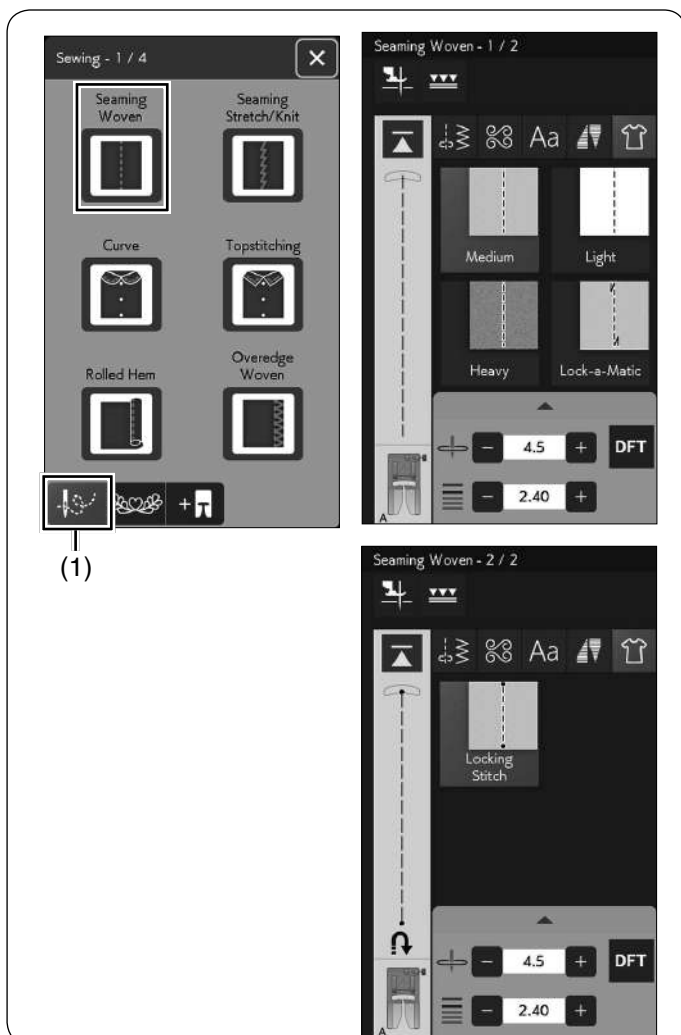 Sewing - 1 / 4
Seaming
Woven
Seaming
Stretch/Knit
Curve
Topstitching
Rolled Hem
Overedge
Woven
(1)
Seaming Woven - 1 / 2
Aa
Medium
Light
Heavy
Lock-a-Matic
4.5
DFT
2.40
A
Seaming Woven - 2 / 2
Aa
Locking
Stitch
4.5
DFT
2.40
A